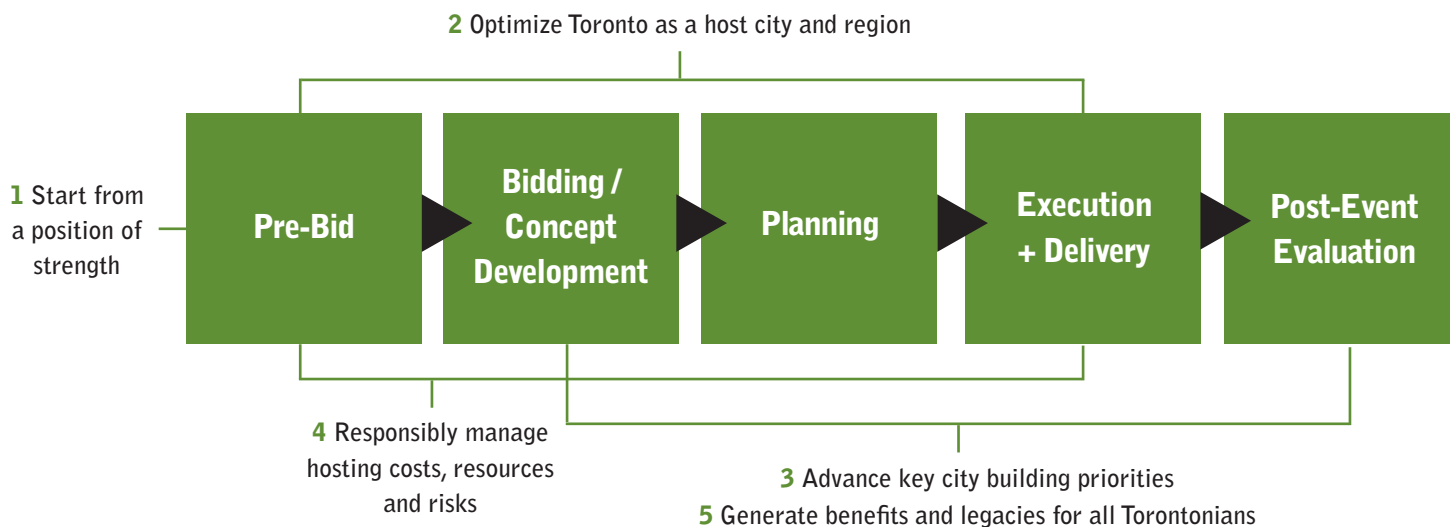 2 Optimize Toronto as a host city and region
1 Start from
a position of
strength
Pre-Bid
Bidding /
Concept
Development
Planning
Execution
+ Delivery
Post-Event
Evaluation
4 Responsibly manage
hosting costs, resources
and risks
3 Advance key city building priorities
5 Generate benefits and legacies for all Torontonians